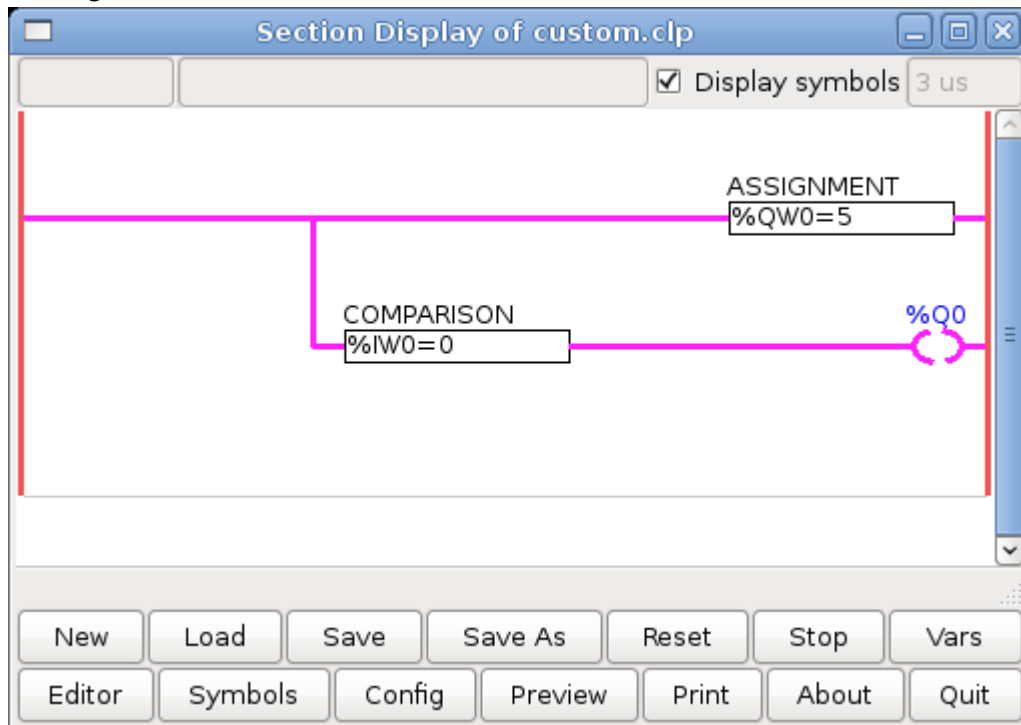 Section Display of custom.clp
Display symbols 3 us
ASSIGNMENT
%QW0=5
COMPARISON %Q0
%IW0=0
New Load Save Save As Reset Stop Vars
Editor Symbols Config Preview Print About Quit